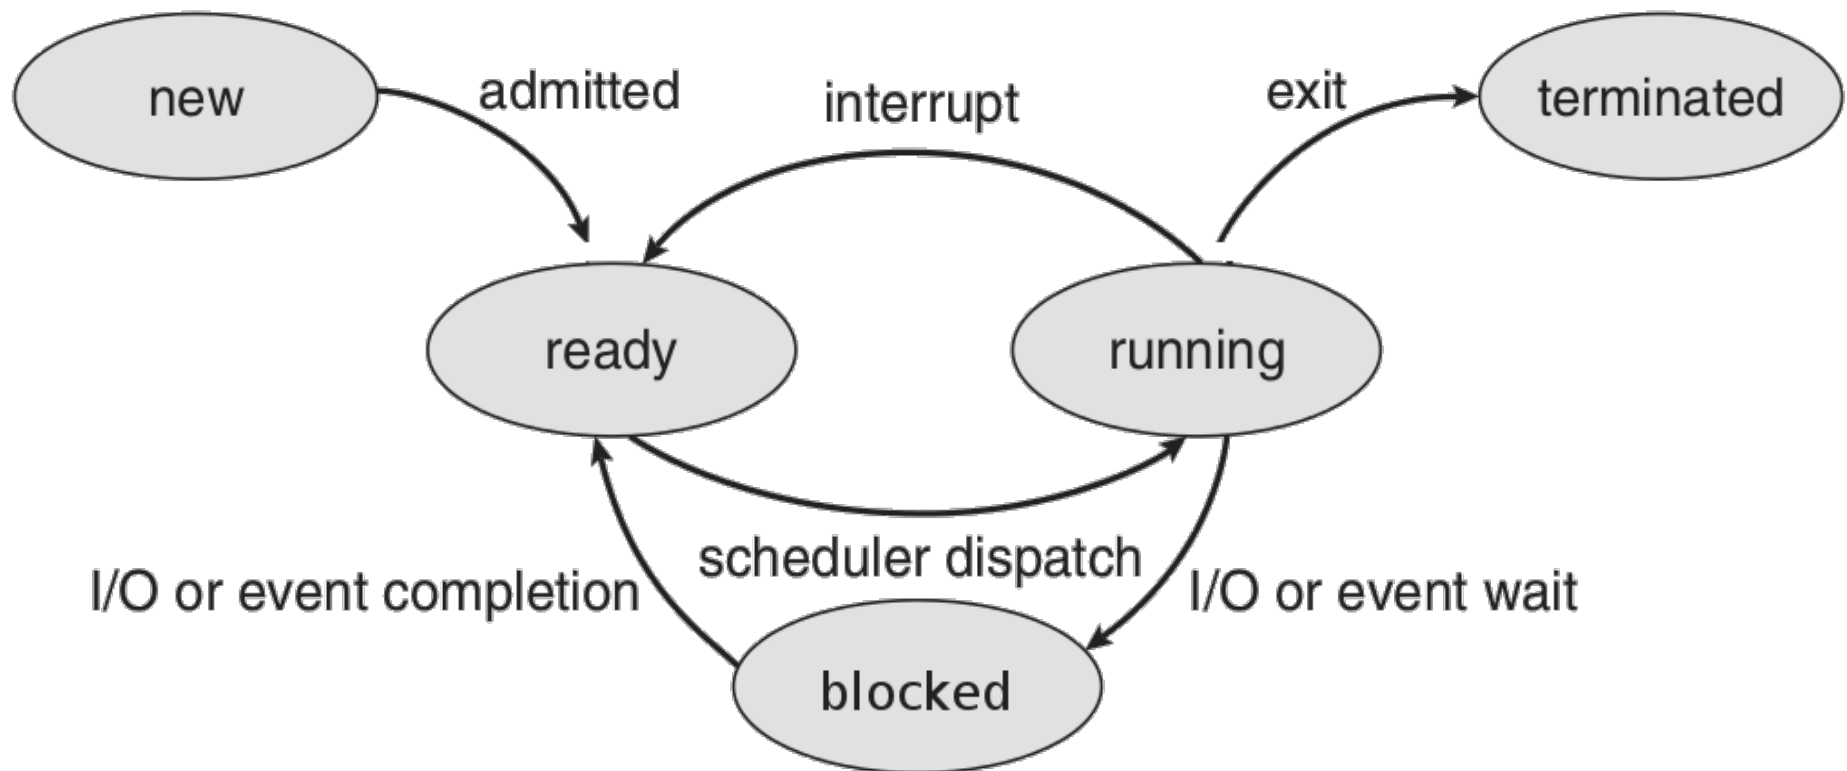 new
admitted
interrupt
exit
terminated
ready
running
scheduler dispatch
I/O or event completion
I/O or event wait
blocked